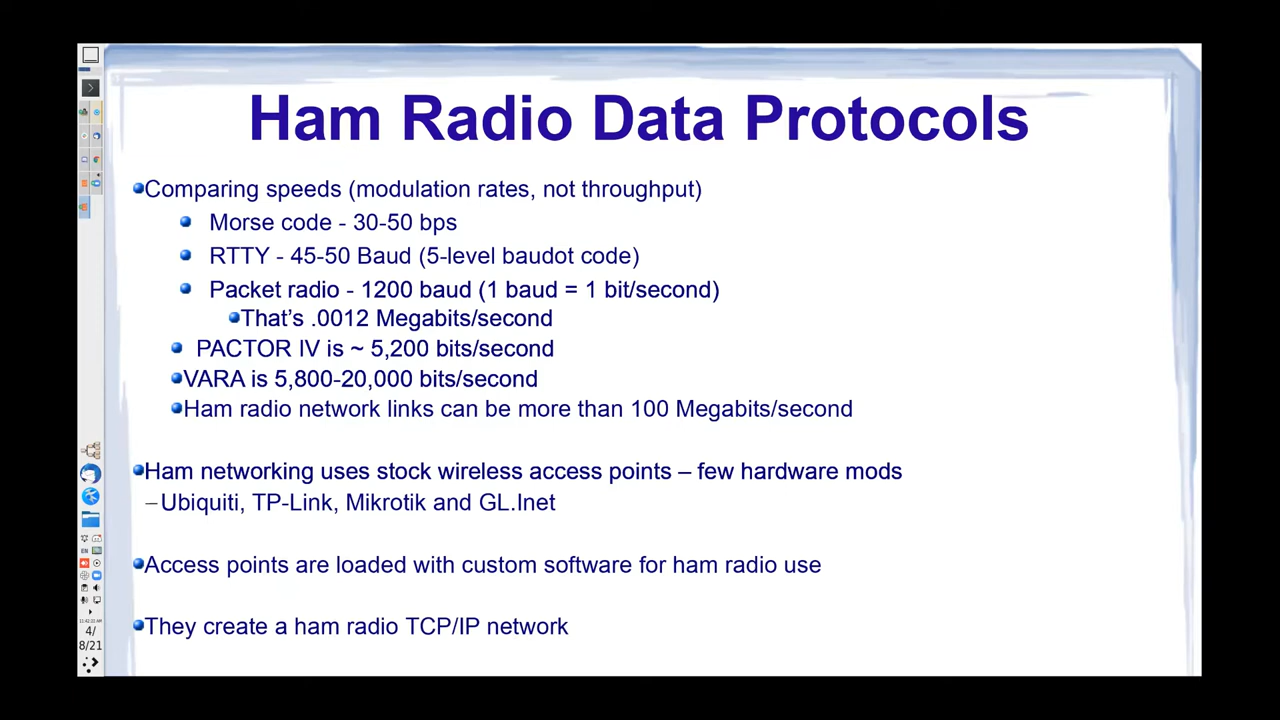 Ham Radio Data Protocols
Comparing speeds (modulation rates, not throughput)
Morse code - 30-50 bps
RTTY - 45-50 Baud (5-level baudot code)
Packet radio - 1200 baud (1 baud = 1 bit/second)
That’s .0012 Megabits/second
PACTOR IV is ~ 5,200 bits/second
VARA is 5,800-20,000 bits/second
Ham radio network links can be more than 100 Megabits/second
Ham networking uses stock wireless access points – few hardware mods
–Ubiquiti, TP-Link, Mikrotik and GL.Inet
Access points are loaded with custom software for ham radio use
They create a ham radio TCP/IP network
EN
4/
8/21